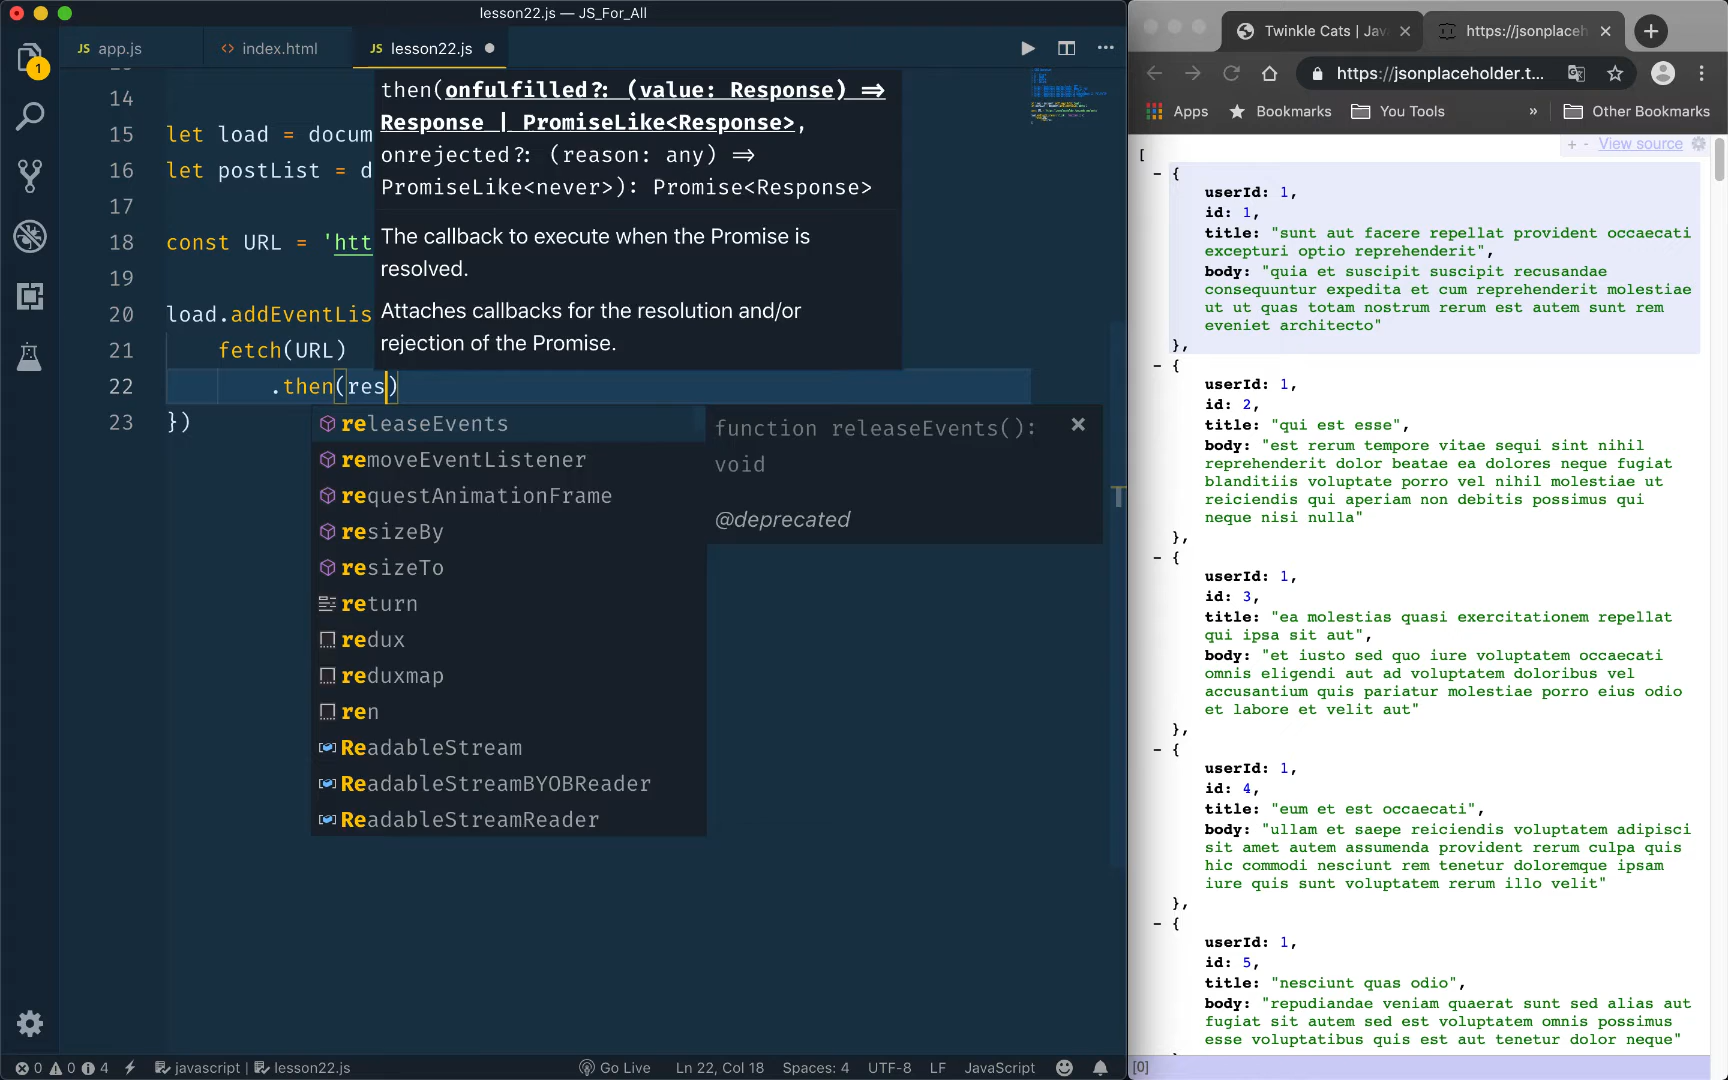 lesson22.js — JS_For_All
JS app.js
<> index.html
JS lesson22.js
1
14
15 let load = docum
16 let postList = d
17
18 const URL = 'htt
19
20 load.addEventLis
21 fetch(URL)
22 .then(res)
23 })
then(onfulfilled?: (value: Response) =>
Response | PromiseLike<Response>,
onrejected?: (reason: any) =>
PromiseLike<never>): Promise<Response>
The callback to execute when the Promise is
resolved.
Attaches callbacks for the resolution and/or
rejection of the Promise.
releaseEvents
removeEventListener
requestAnimationFrame
resizeBy
resizeTo
return
redux
reduxmap
ren
ReadableStream
ReadableStreamBYOBReader
ReadableStreamReader
function releaseEvents():
void
@deprecated
0 0 4 javascript | lesson22.js Go Live Ln 22, Col 18 Spaces: 4 UTF-8 LF JavaScript
Twinkle Cats | Jav
https://jsonplaceh
https://jsonplaceholder.t...
Apps Bookmarks You Tools » Other Bookmarks
+ - View source
[
- {
userId: 1,
id: 1,
title: "sunt aut facere repellat provident occaecati
excepturi optio reprehenderit",
body: "quia et suscipit suscipit recusandae
consequuntur expedita et cum reprehenderit molestiae
ut ut quas totam nostrum rerum est autem sunt rem
eveniet architecto"
},
- {
userId: 1,
id: 2,
title: "qui est esse",
body: "est rerum tempore vitae sequi sint nihil
reprehenderit dolor beatae ea dolores neque fugiat
blanditiis voluptate porro vel nihil molestiae ut
reiciendis qui aperiam non debitis possimus qui
neque nisi nulla"
},
- {
userId: 1,
id: 3,
title: "ea molestias quasi exercitationem repellat
qui ipsa sit aut",
body: "et iusto sed quo iure voluptatem occaecati
omnis eligendi aut ad voluptatem doloribus vel
accusantium quis pariatur molestiae porro eius odio
et labore et velit aut"
},
- {
userId: 1,
id: 4,
title: "eum et est occaecati",
body: "ullam et saepe reiciendis voluptatem adipisci
sit amet autem assumenda provident rerum culpa quis
hic commodi nesciunt rem tenetur doloremque ipsam
iure quis sunt voluptatem rerum illo velit"
},
- {
userId: 1,
id: 5,
title: "nesciunt quas odio",
body: "repudiandae veniam quaerat sunt sed alias aut
fugiat sit autem sed est voluptatem omnis possimus
esse voluptatibus quis est aut tenetur dolor neque"
[0]